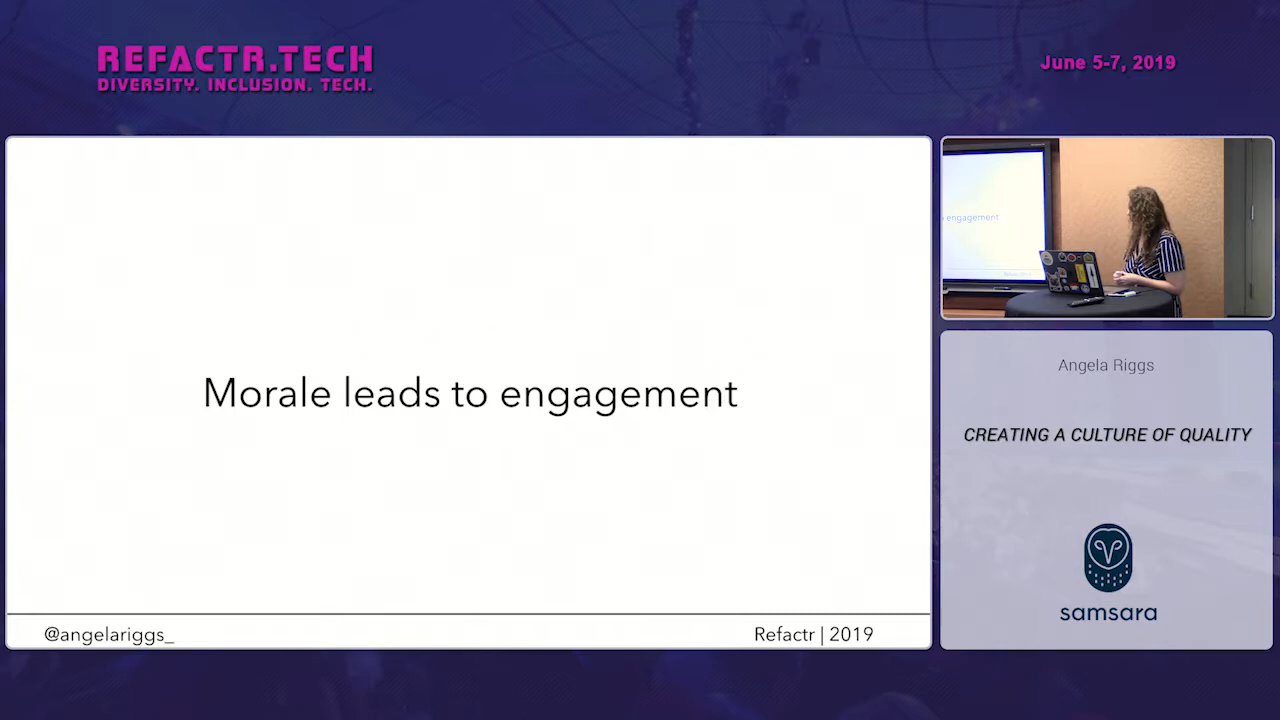 REFACTR.TECH
DIVERSITY. INCLUSION. TECH.
June 5-7, 2019
Morale leads to engagement
@angelariggs_
Refactr | 2019
engagement
Angela Riggs
CREATING A CULTURE OF QUALITY
samsara